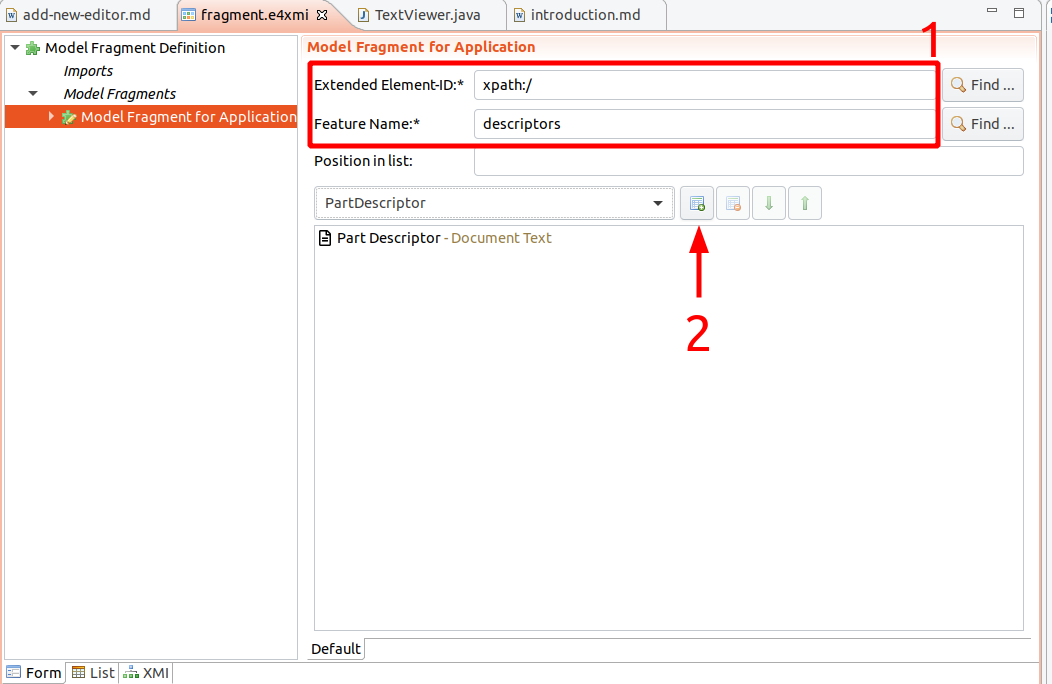 add-new-editor.md fragment.e4xmi TextViewer.java introduction.md
Model Fragment Definition
Imports
Model Fragments
Model Fragment for Application
Model Fragment for Application
1
Extended Element-ID:* xpath:/ Find ...
Feature Name:* descriptors Find ...
Position in list:
PartDescriptor
Part Descriptor - Document Text
2
Default
Form List XMI